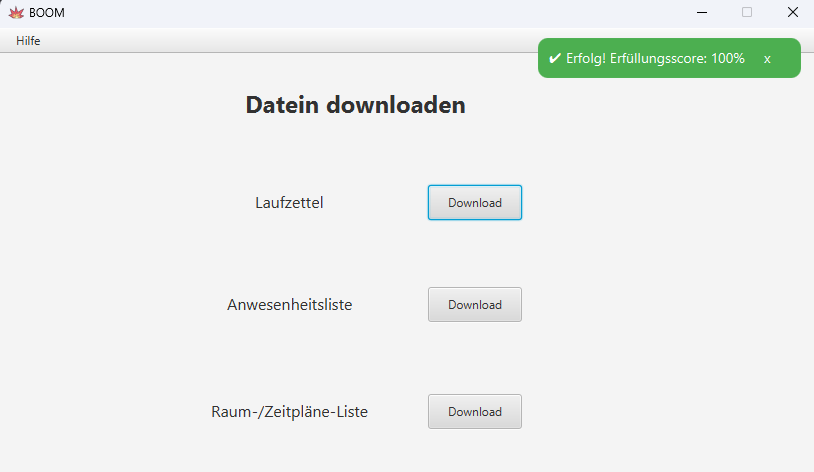 BOOM
Hilfe
✔ Erfolg! Erfüllungsscore: 100% x
Datein downloaden
Laufzettel Download
Anwesenheitsliste Download
Raum-/Zeitpläne-Liste Download